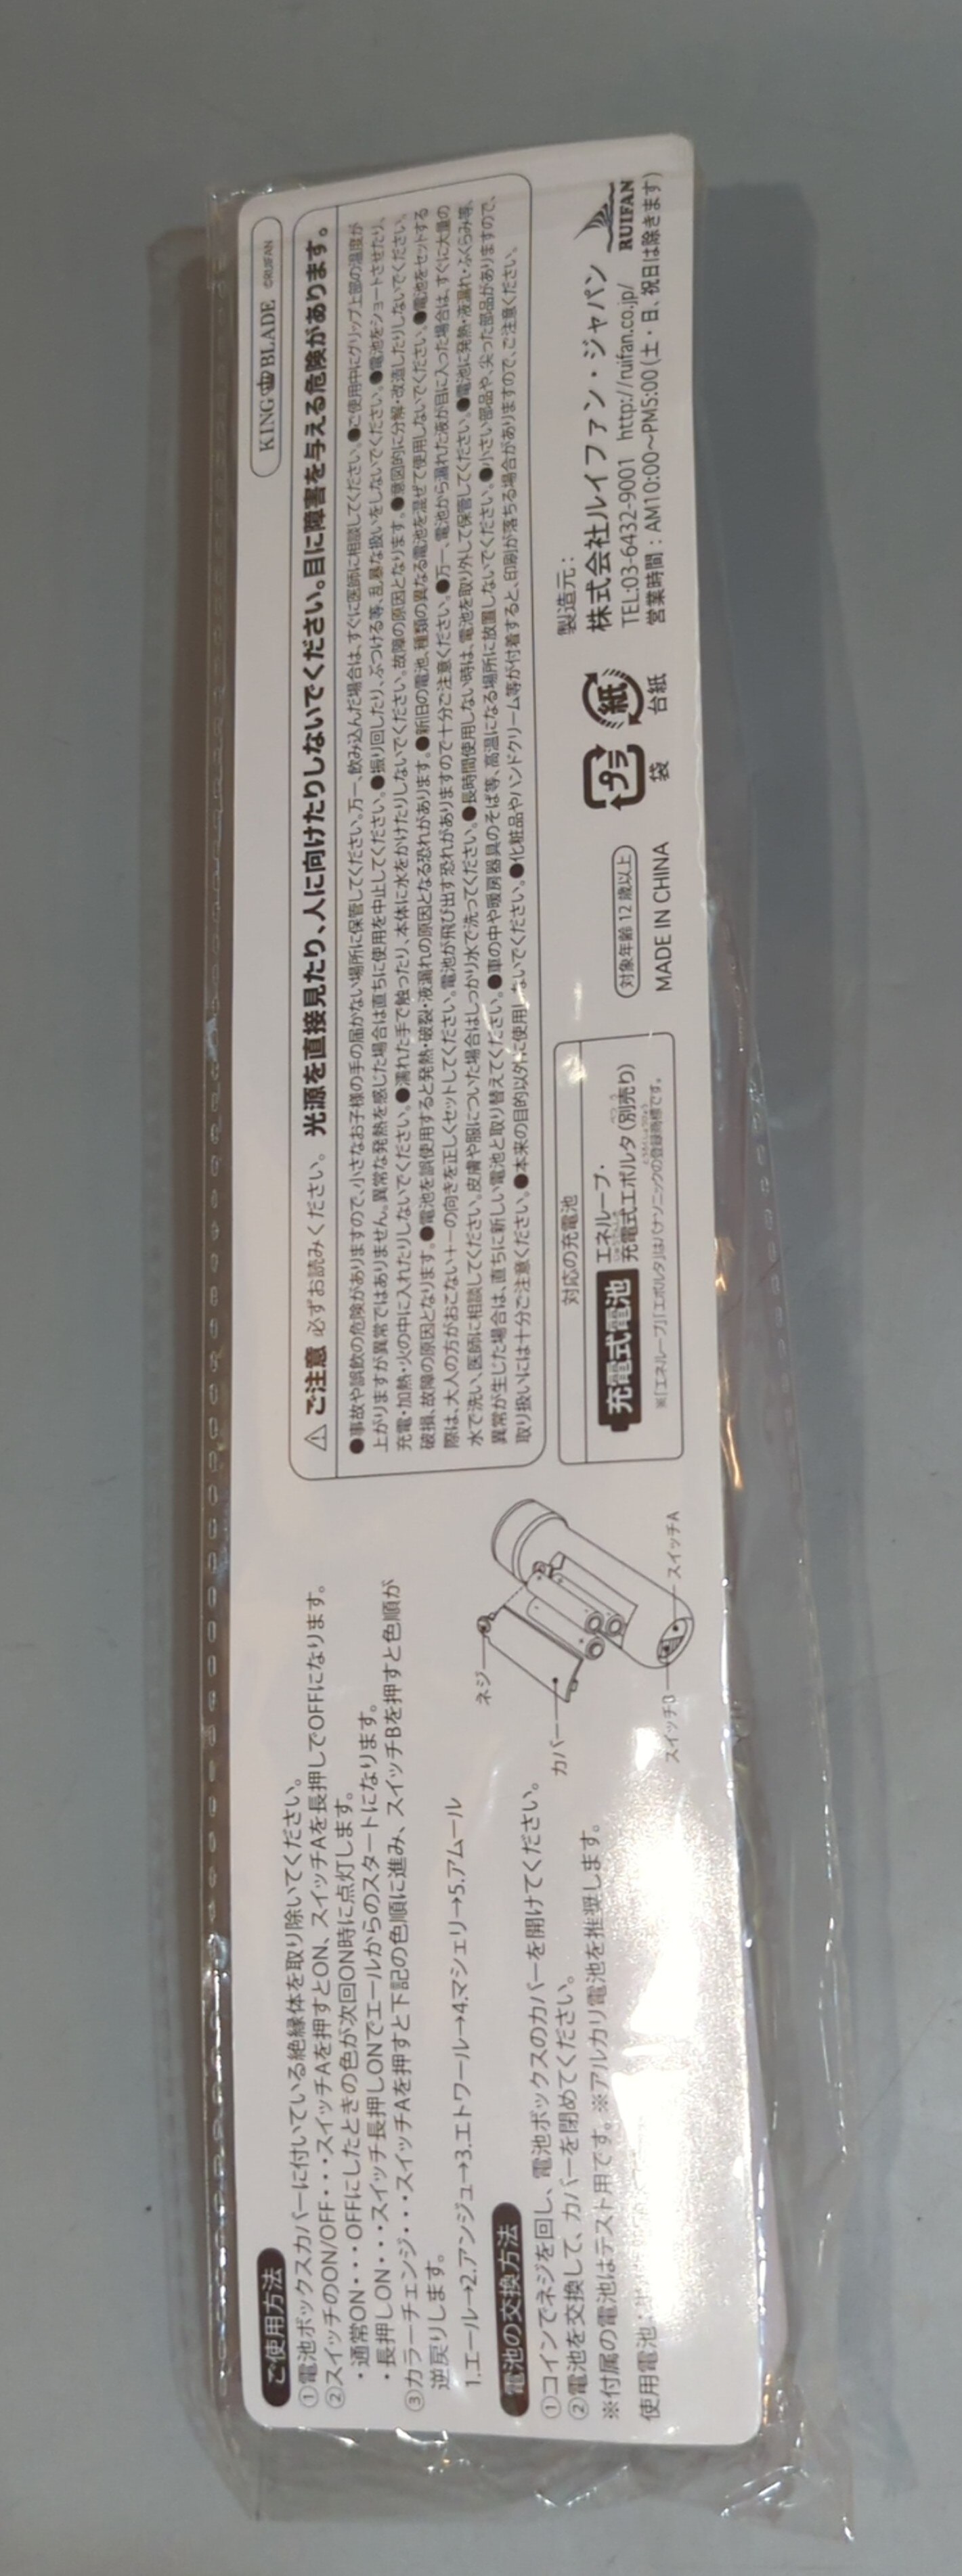 ご使用方法
①電池ボックスカバーに付いている絶縁体を取り除いてください。
②スイッチのON/OFF・・・スイッチAを押すとON、スイッチAを長押しでOFFになります。
・通常ON・・・OFFにしたときの色が次回ON時に点灯します。
・長押しON・・・スイッチ長押しONでエールからのスタートになります。
③カラーチェンジ・・・スイッチAを押すと下記の色順に進み、スイッチBを押すと色順が
逆戻りします。
1.エール→2.アンジュ→3.エトワール→4.マシェリ→5.アムール
電池の交換方法
①コインでネジを回し、電池ボックスのカバーを開けてください。
②電池を交換して、カバーを閉めてください。
※付属の電池はテスト用です。※アルカリ電池を推奨します。
使用電池
ネジ
カバー
スイッチB
スイッチA
KING BLADE ©RUIFAN
⚠ ご注意 必ずお読みください。 光源を直接見たり、人に向けたりしないでください。目に障害を与える危険があります。
●事故や誤飲の危険がありますので、小さなお子様の手の届かない場所に保管してください。万一、飲み込んだ場合は、すぐに医師に相談してください。●ご使用中にグリップ上部の温度が
上がりますが異常ではありません。異常な発熱を感じた場合は直ちに使用を中止してください。●振り回したり、ぶつける等、乱暴な扱いをしないでください。●電池をショートさせたり、
充電・加熱・火の中に入れたりしないでください。●濡れた手で触ったり、本体に水をかけたりしないでください。故障の原因となります。●意図的に分解・改造したりしないでください。
破損、故障の原因となります。●電池を誤使用すると発熱・破裂・液漏れの原因となる恐れがあります。●新旧の電池、種類の異なる電池を混ぜて使用しないでください。●電池をセットする
際は、大人の方がおこない＋－の向きを正しくセットしてください。電池が飛び出す恐れがありますので十分ご注意ください。●万一、電池から漏れた液が目に入った場合は、すぐに大量の
水で洗い、医師に相談してください。皮膚や服についた場合はしっかり水で洗ってください。●長時間使用しない時は、電池を取り外して保管してください。●電池に発熱・液漏れ・ふくらみ等、
異常が生じた場合は、直ちに新しい電池と取り替えてください。●車の中や暖房器具のそば等、高温になる場所に放置しないでください。●小さい部品や、尖った部品がありますので、
取り扱いには十分ご注意ください。●本来の目的以外に使用しないでください。●化粧品やハンドクリーム等が付着すると、印刷が落ちる場合がありますので、ご注意ください。
対応の充電池
充電式電池
エネループ・
充電式エボルタ(別売り)
※「エネループ」「エボルタ」はパナソニックの登録商標です。
対象年齢12歳以上
MADE IN CHINA
プラ
袋
紙
台紙
製造元：
株式会社ルイファン・ジャパン
TEL:03-6432-9001 http://ruifan.co.jp/
営業時間：AM10:00〜PM5:00(土・日、祝日は除きます)
RUIFAN